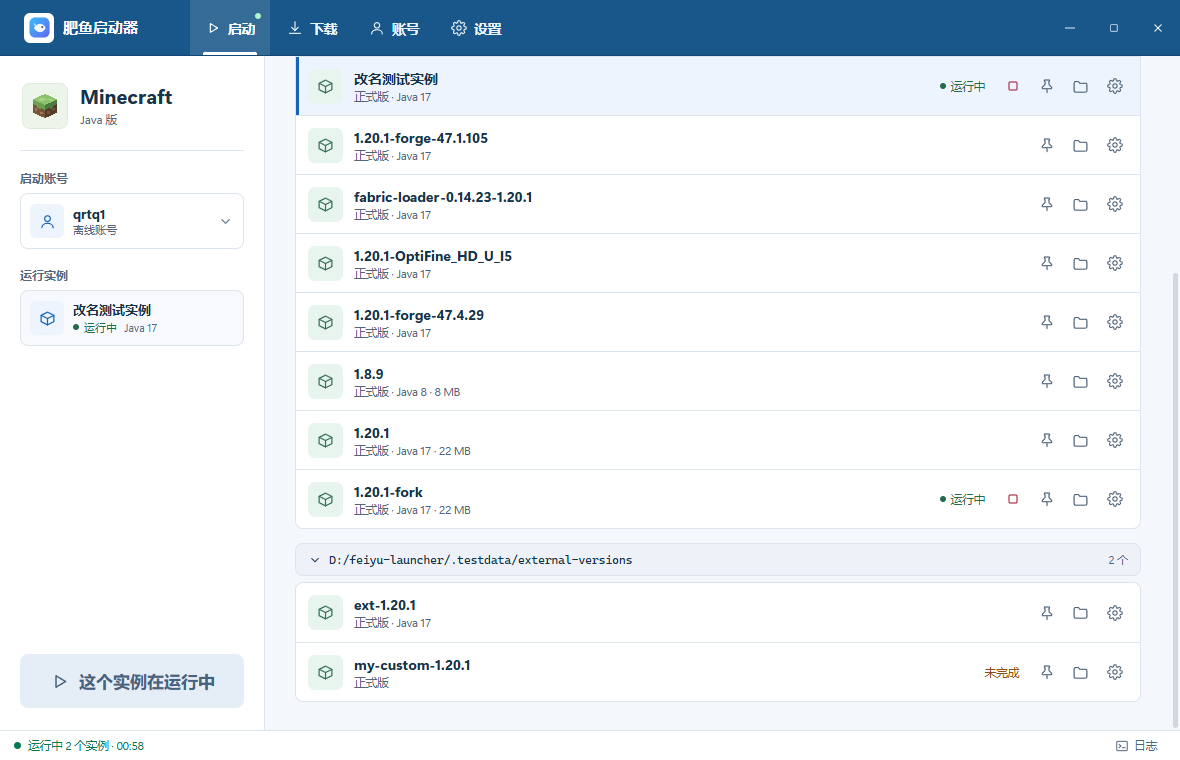 肥鱼启动器
启动
下载
账号
设置
Minecraft
Java 版
启动账号
qrtq1
离线账号
运行实例
改名测试实例
运行中 Java 17
这个实例在运行中
改名测试实例
正式版 · Java 17
运行中
1.20.1-forge-47.1.105
正式版 · Java 17
fabric-loader-0.14.23-1.20.1
正式版 · Java 17
1.20.1-OptiFine_HD_U_I5
正式版 · Java 17
1.20.1-forge-47.4.29
正式版 · Java 17
1.8.9
正式版 · Java 8 · 8 MB
1.20.1
正式版 · Java 17 · 22 MB
1.20.1-fork
正式版 · Java 17 · 22 MB
运行中
D:/feiyu-launcher/.testdata/external-versions
2 个
ext-1.20.1
正式版 · Java 17
my-custom-1.20.1
正式版
未完成
运行中 2 个实例 · 00:58
日志